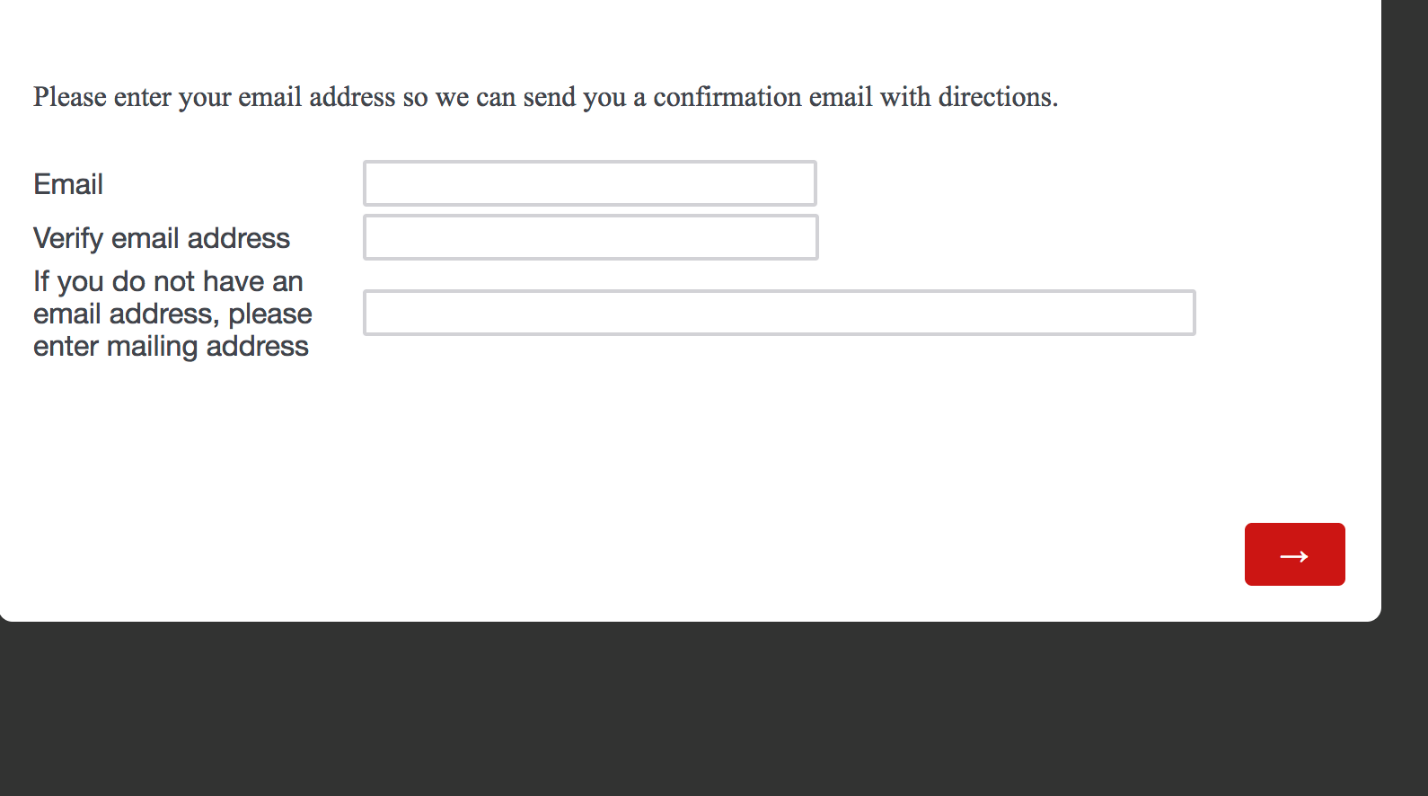 Please enter your email address so we can send you a confirmation email with directions.
Email
Verify email address
If you do not have an
email address, please
enter mailing address
→